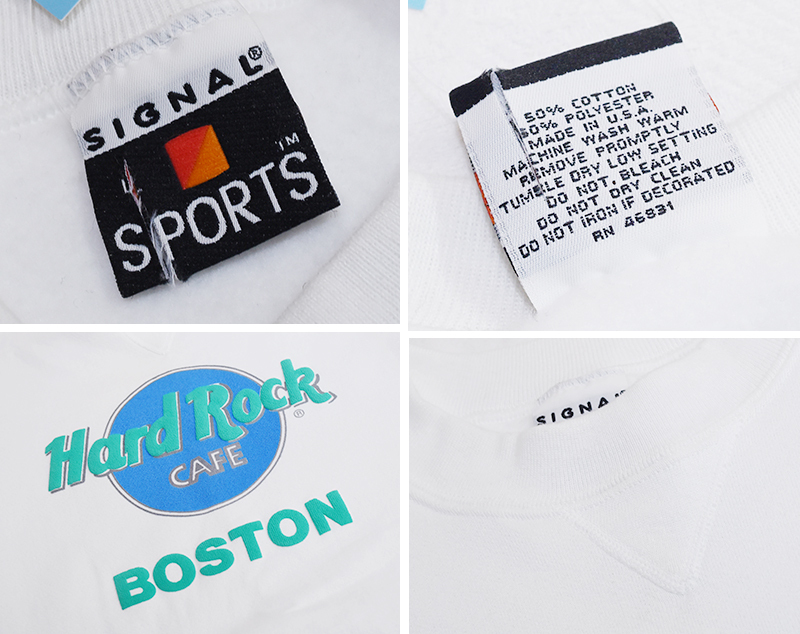 SIGNAL®
SPORTS™
50% COTTON
50% POLYESTER
MADE IN U.S.A.
MACHINE WASH WARM
REMOVE PROMPTLY
TUMBLE DRY LOW SETTING
DO NOT BLEACH
DO NOT DRY CLEAN
DO NOT IRON IF DECORATED
RN 46831
Hard Rock®
CAFE
BOSTON
SIGNAL